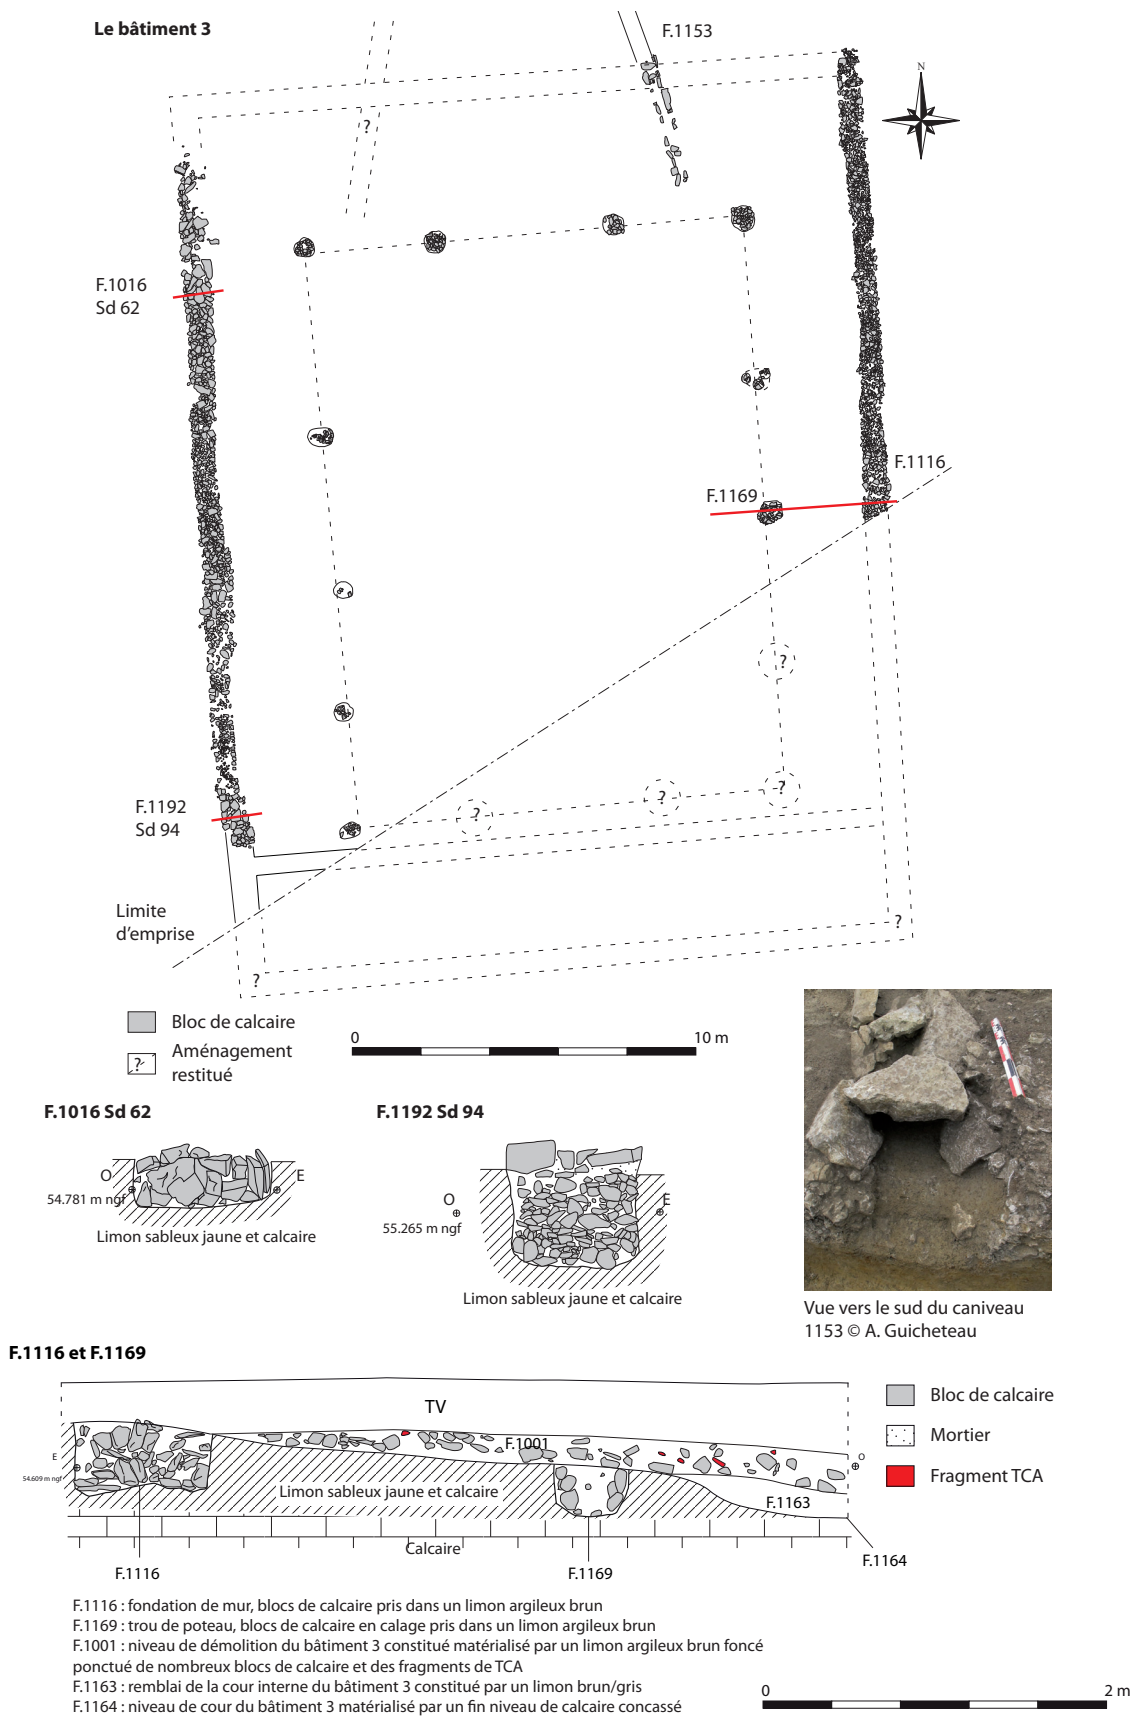 Le bâtiment 3
F.1153
N
?
F.1016
Sd 62
F.1116
F.1169
?
F.1192
Sd 94
?
?
?
Limite
d'emprise
?
?
Bloc de calcaire
? Aménagement
restitué
0 10 m
F.1016 Sd 62
F.1192 Sd 94
O E
54.781 m ngf
Limon sableux jaune et calcaire
O E
55.265 m ngf
Limon sableux jaune et calcaire
Vue vers le sud du caniveau
1153 © A. Guicheteau
F.1116 et F.1169
TV
F.1001
E O
54.609 m ngf
Limon sableux jaune et calcaire
F.1163
Calcaire
F.1164
F.1116
F.1169
Bloc de calcaire
Mortier
Fragment TCA
F.1116 : fondation de mur, blocs de calcaire pris dans un limon argileux brun
F.1169 : trou de poteau, blocs de calcaire en calage pris dans un limon argileux brun
F.1001 : niveau de démolition du bâtiment 3 constitué matérialisé par un limon argileux brun foncé
ponctué de nombreux blocs de calcaire et des fragments de TCA
F.1163 : remblai de la cour interne du bâtiment 3 constitué par un limon brun/gris
F.1164 : niveau de cour du bâtiment 3 matérialisé par un fin niveau de calcaire concassé
0 2 m